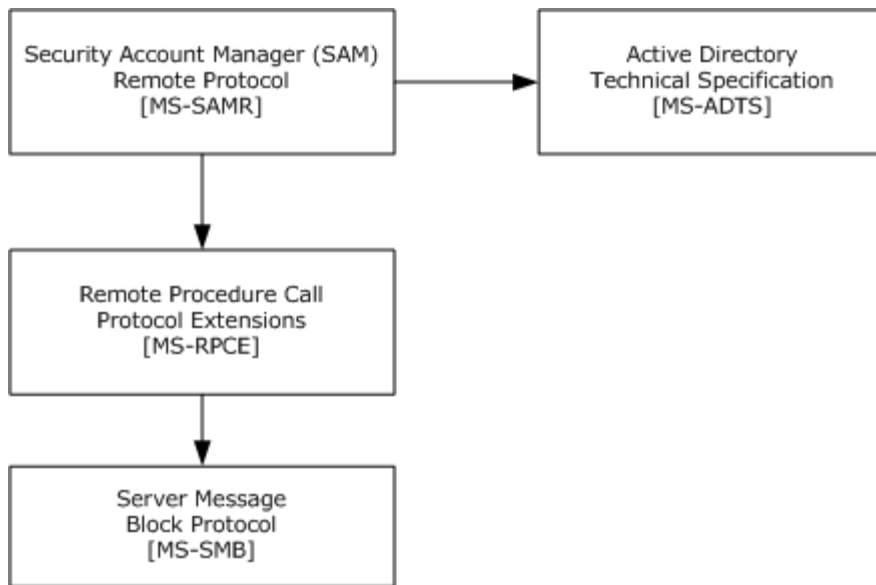 Security Account Manager (SAM)
Remote Protocol
[MS-SAMR]
Active Directory
Technical Specification
[MS-ADTS]
Remote Procedure Call
Protocol Extensions
[MS-RPCE]
Server Message
Block Protocol
[MS-SMB]